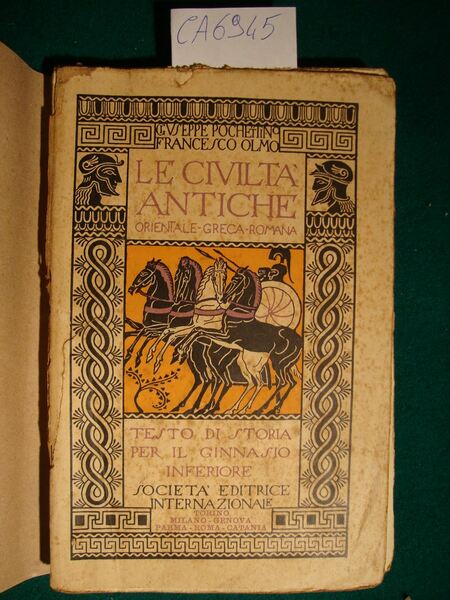 CA6945
GIVSEPPE POCHETTINO
FRANCESCO OLMO
LE CIVILTÀ
ANTICHE
ORIENTALE-GRECA-ROMANA
TESTO DI STORIA
PER IL GINNASIO
INFERIORE
SOCIETÀ EDITRICE
INTERNAZIONALE
TORINO
MILANO-GENOVA
PARMA-ROMA-CATANIA